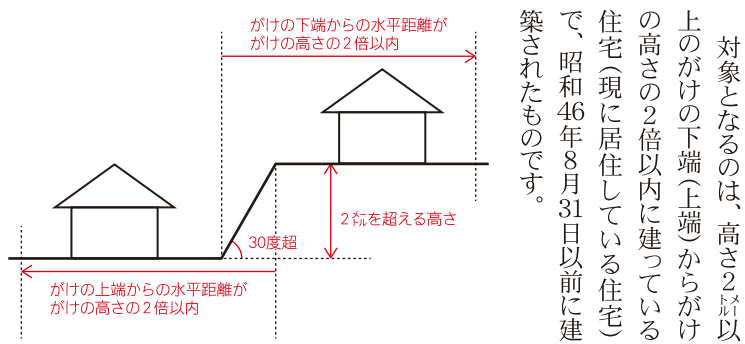 対象となるのは、高さ2㍍以
上のがけの下端（上端）からがけ
の高さの2倍以内に建っている
住宅（現に居住している住宅）
で、昭和46年8月31日以前に建
築されたものです。
がけの下端からの水平距離が
がけの高さの2倍以内
2㍍を超える高さ
30度超
がけの上端からの水平距離が
がけの高さの2倍以内